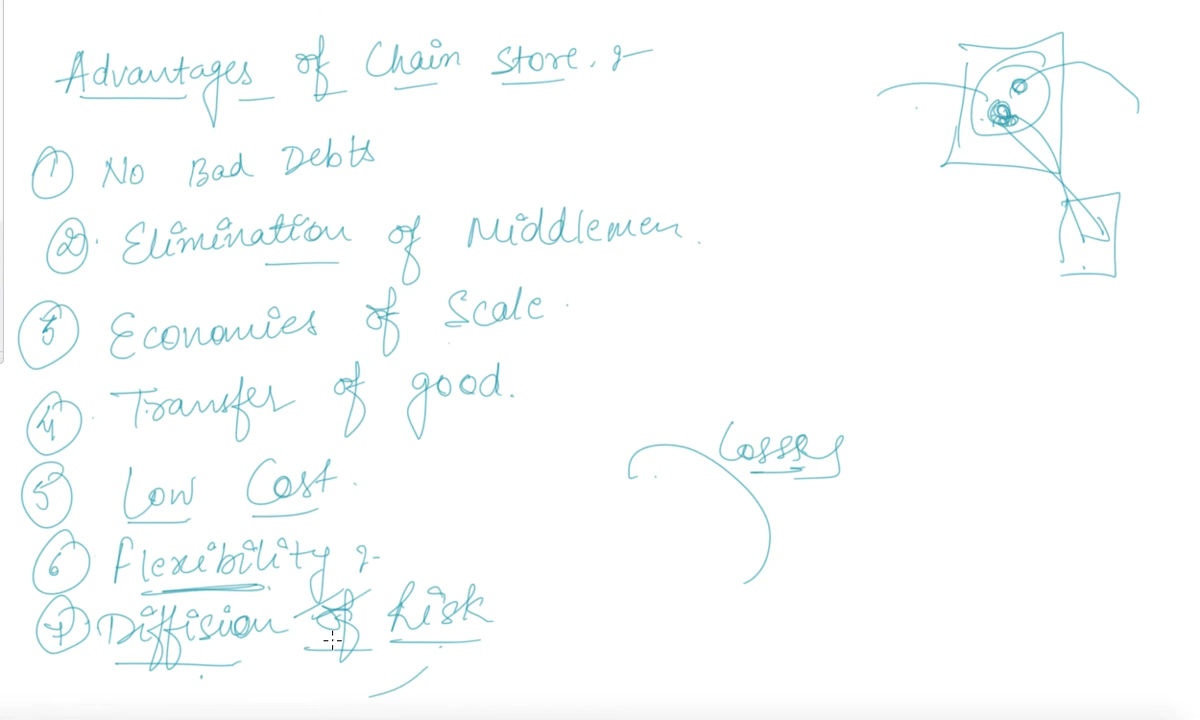 Advantages of Chain Store :-
① No Bad Debts
②. Elimination of Middlemen.
③ Economies of Scale.
④. Transfer of good.
Losses
⑤ Low Cost.
⑥ Flexibility :-
⑦ Diffision of Risk